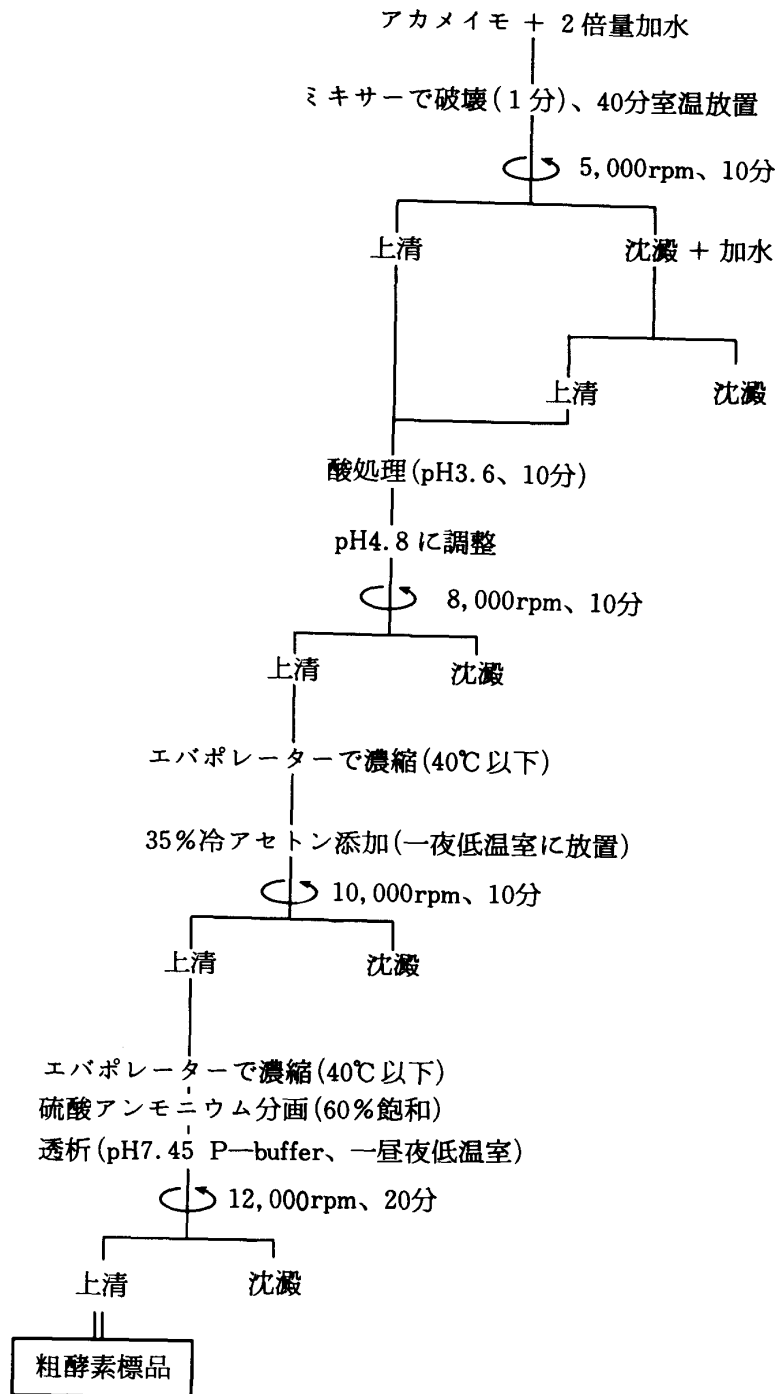 アカメイモ + 2倍量加水
ミキサーで破壊(1分)、40分室温放置
5,000rpm、10分
上清
沈澱 + 加水
上清
沈澱
酸処理(pH3.6、10分)
pH4.8に調整
8,000rpm、10分
上清
沈澱
エバポレーターで濃縮(40℃以下)
35%冷アセトン添加(一夜低温室に放置)
10,000rpm、10分
上清
沈澱
エバポレーターで濃縮(40℃以下)
硫酸アンモニウム分画(60%飽和)
透析(pH7.45 P—buffer、一昼夜低温室)
12,000rpm、20分
上清
沈澱
粗酵素標品